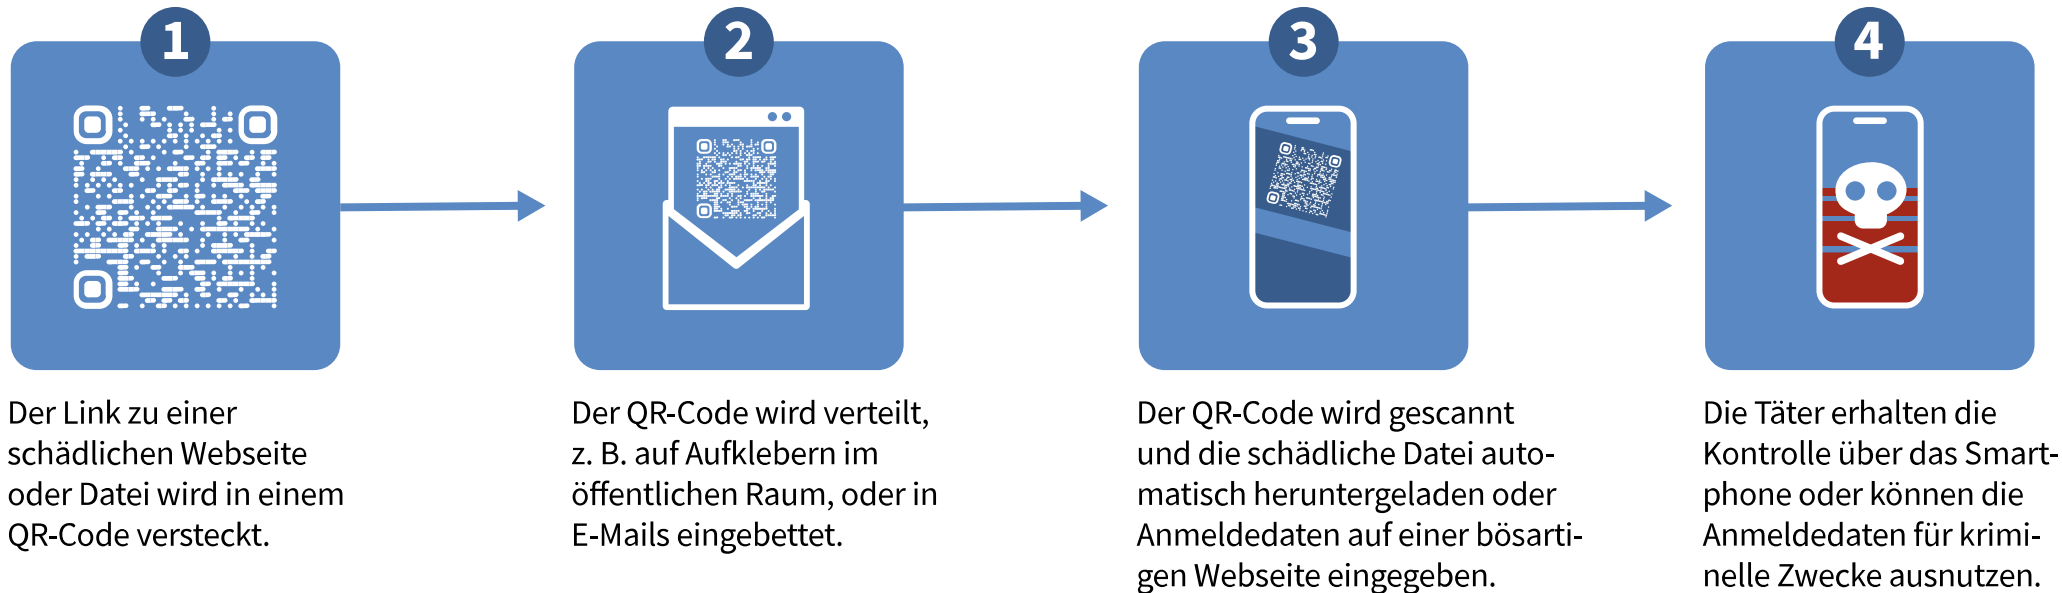 1
Der Link zu einer
schädlichen Webseite
oder Datei wird in einem
QR-Code versteckt.
2
Der QR-Code wird verteilt,
z. B. auf Aufklebern im
öffentlichen Raum, oder in
E-Mails eingebettet.
3
Der QR-Code wird gescannt
und die schädliche Datei auto-
matisch heruntergeladen oder
Anmeldedaten auf einer bösarti-
gen Webseite eingegeben.
4
Die Täter erhalten die
Kontrolle über das Smart-
phone oder können die
Anmeldedaten für krimi-
nelle Zwecke ausnutzen.